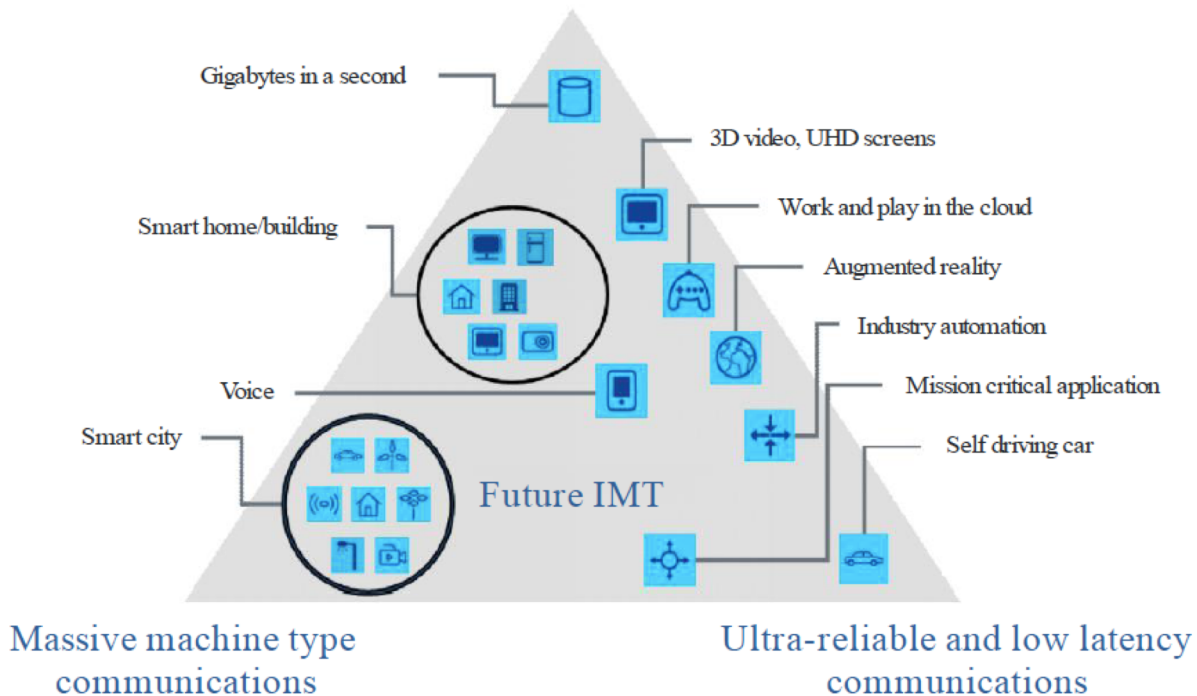 Gigabytes in a second
3D video, UHD screens
Work and play in the cloud
Smart home/building
Augmented reality
Industry automation
Mission critical application
Voice
Smart city
Self driving car
Future IMT
Massive machine type
communications
Ultra-reliable and low latency
communications